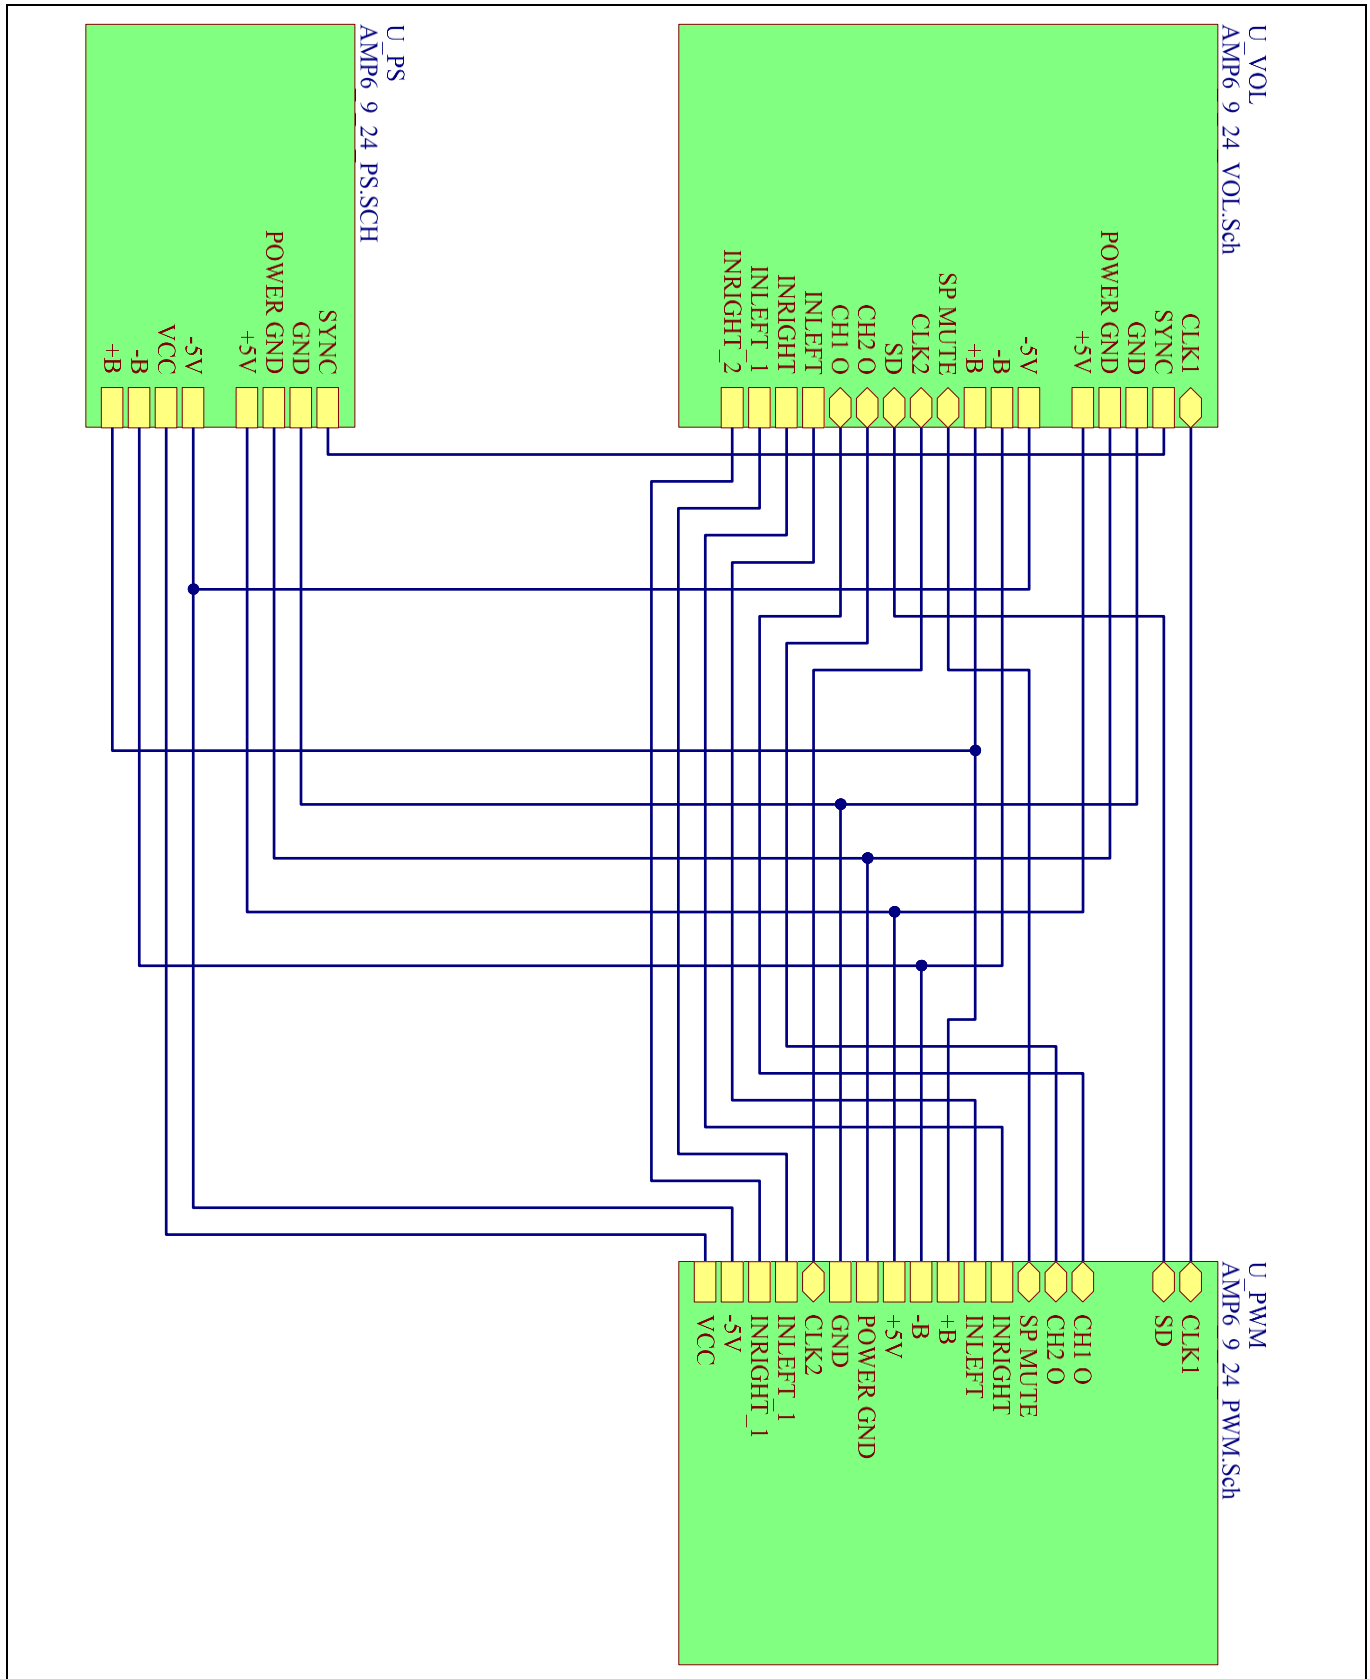 U_PS
AMP6_9_24_PS.SCH
SYNC
GND
POWER GND
+5V
-5V
VCC
-B
+B
U_VOL
AMP6_9_24_VOL.Sch
CLK1
SYNC
GND
POWER GND
+5V
-5V
-B
+B
SP MUTE
CLK2
SD
CH2 O
CH1 O
INLEFT
INRIGHT
INLEFT_1
INRIGHT_2
U_PWM
AMP6_9_24_PWM.Sch
CLK1
SD
CH1 O
CH2 O
SP MUTE
INRIGHT
INLEFT
+B
-B
+5V
POWER GND
GND
CLK2
INLEFT_1
INRIGHT_1
-5V
VCC